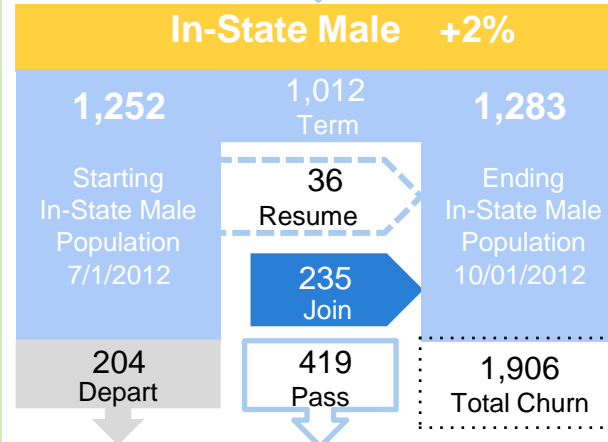 In-State Male +2%
1,252
Starting
In-State Male
Population
7/1/2012
1,012
Term
36
Resume
235
Join
1,283
Ending
In-State Male
Population
10/01/2012
204
Depart
419
Pass
1,906
Total Churn